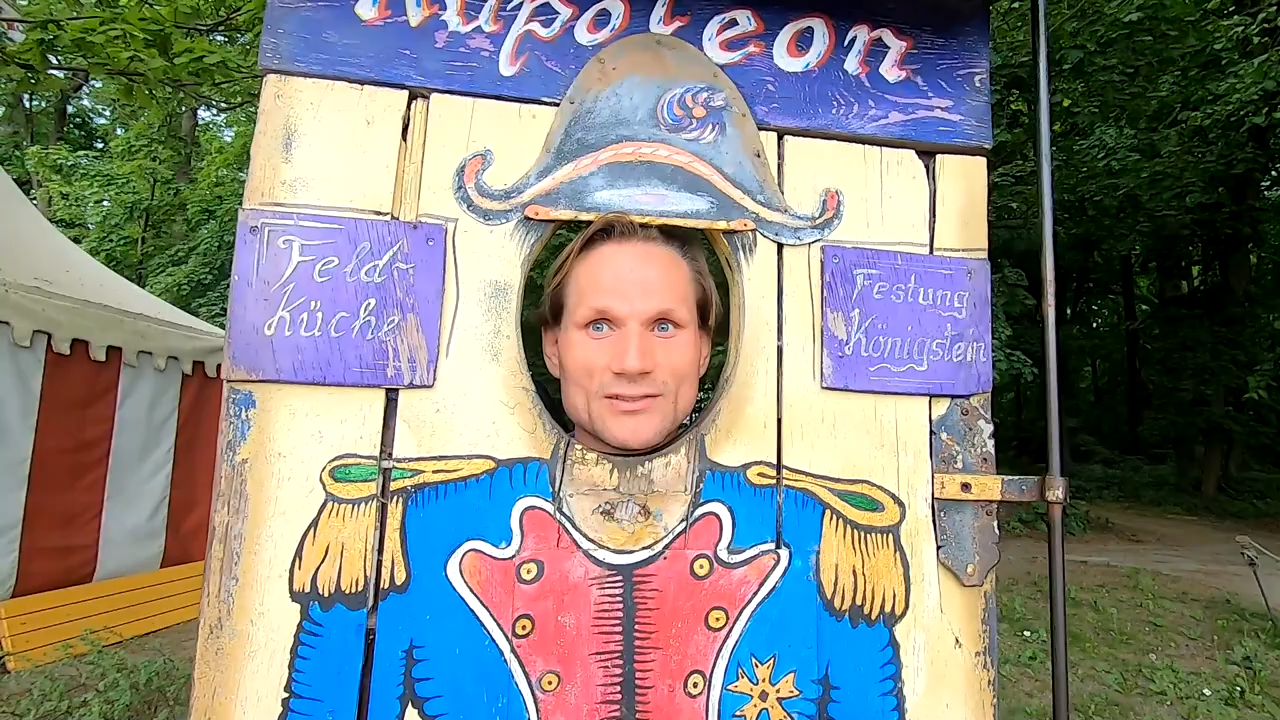 Napoleon
Feld-
küche
Festung
Königstein